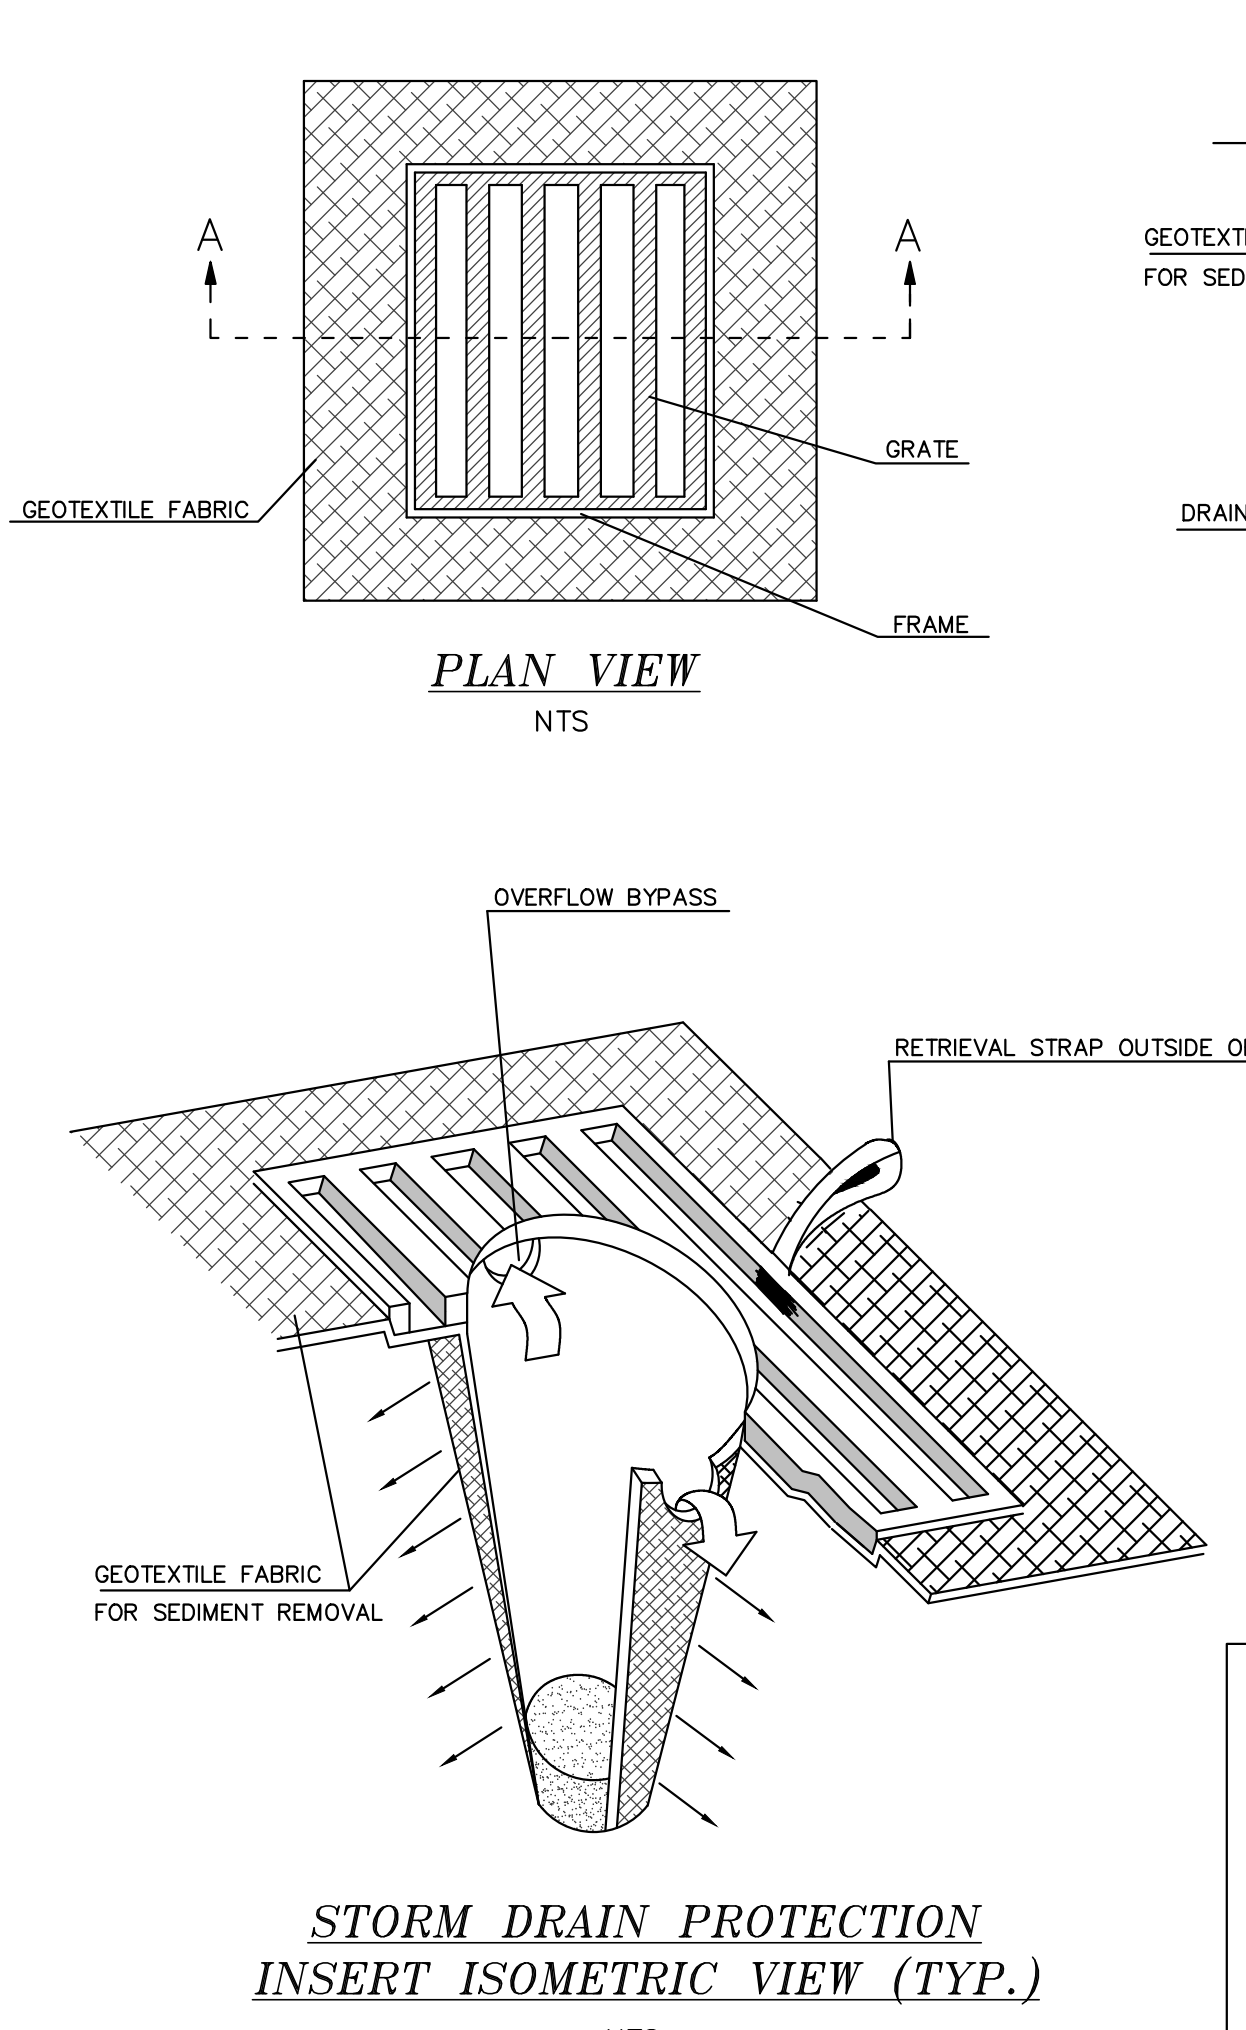 A
A
GEOTEXTI
FOR SED
GRATE
GEOTEXTILE FABRIC
DRAIN
FRAME
PLAN VIEW
NTS
OVERFLOW BYPASS
RETRIEVAL STRAP OUTSIDE
GEOTEXTILE FABRIC
FOR SEDIMENT REMOVAL
STORM DRAIN PROTECTION
INSERT ISOMETRIC VIEW (TYP.)